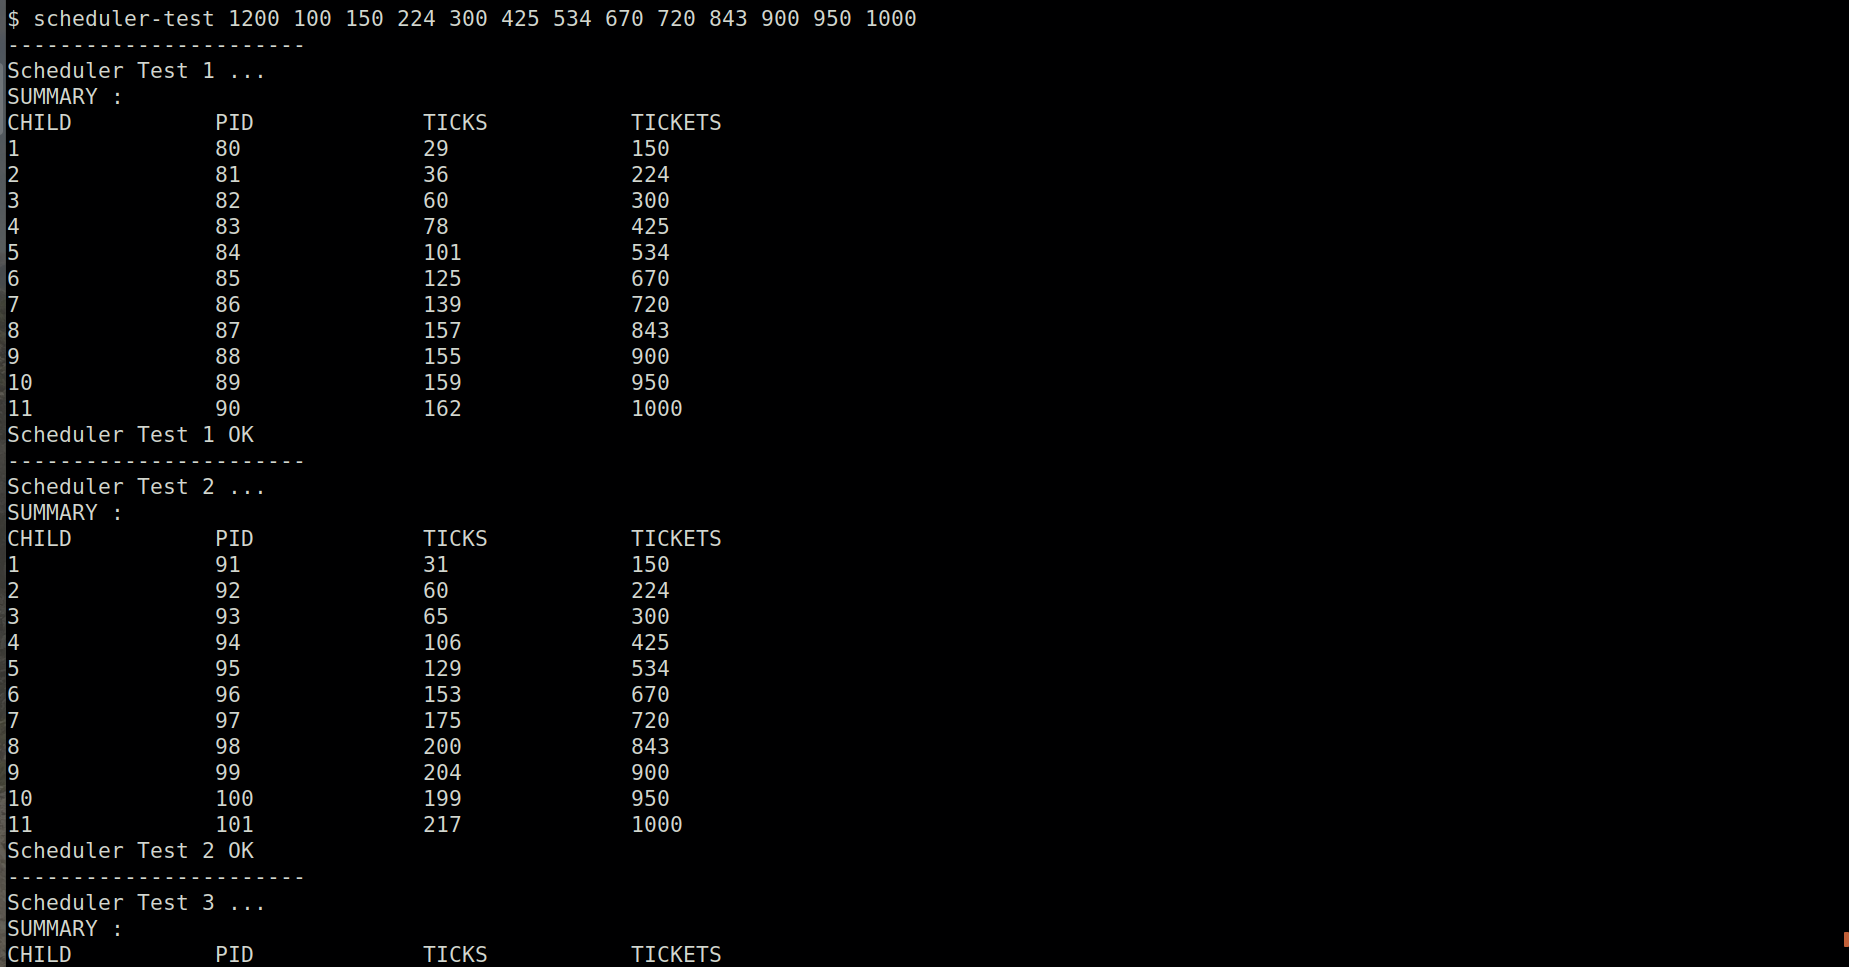 $ scheduler-test 1200 100 150 224 300 425 534 670 720 843 900 950 1000
-----------------------
Scheduler Test 1 ...
SUMMARY :
CHILD PID TICKS TICKETS
1 80 29 150
2 81 36 224
3 82 60 300
4 83 78 425
5 84 101 534
6 85 125 670
7 86 139 720
8 87 157 843
9 88 155 900
10 89 159 950
11 90 162 1000
Scheduler Test 1 OK
-----------------------
Scheduler Test 2 ...
SUMMARY :
CHILD PID TICKS TICKETS
1 91 31 150
2 92 60 224
3 93 65 300
4 94 106 425
5 95 129 534
6 96 153 670
7 97 175 720
8 98 200 843
9 99 204 900
10 100 199 950
11 101 217 1000
Scheduler Test 2 OK
-----------------------
Scheduler Test 3 ...
SUMMARY :
CHILD PID TICKS TICKETS